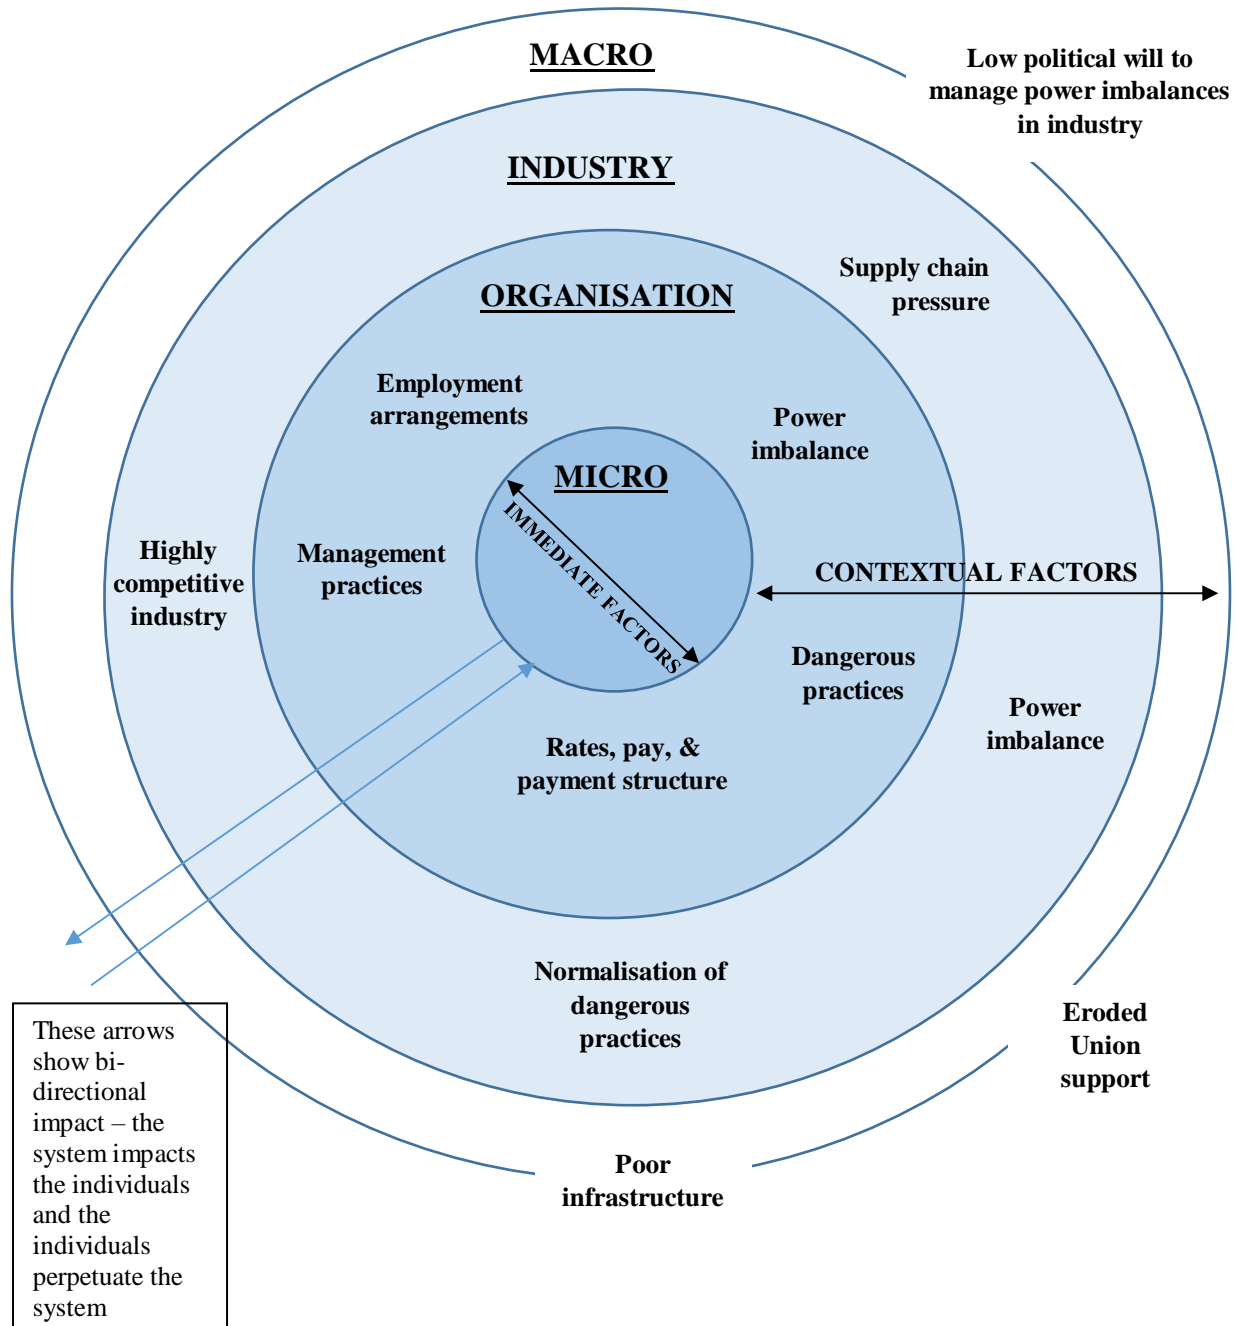 MACRO
Low political will to
manage power imbalances
in industry
INDUSTRY
Supply chain
pressure
ORGANISATION
Employment
arrangements
Power
imbalance
MICRO
IMMEDIATE FACTORS
Highly
competitive
industry
Management
practices
CONTEXTUAL FACTORS
Dangerous
practices
Power
imbalance
Rates, pay, &
payment structure
Normalisation of
dangerous
practices
Eroded
Union
support
Poor
infrastructure
These arrows
show bi-
directional
impact – the
system impacts
the individuals
and the
individuals
perpetuate the
system